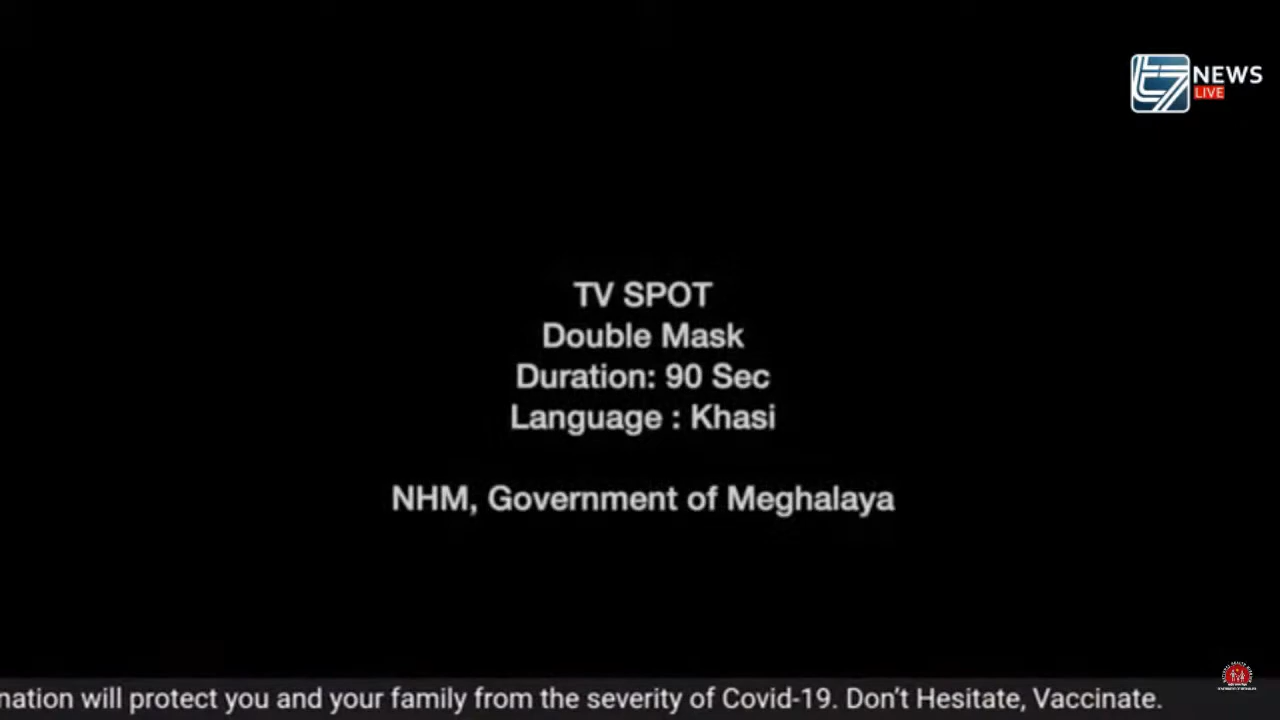 NEWS
LIVE
TV SPOT
Double Mask
Duration: 90 Sec
Language : Khasi
NHM, Government of Meghalaya
nation will protect you and your family from the severity of Covid-19. Don't Hesitate, Vaccinate.